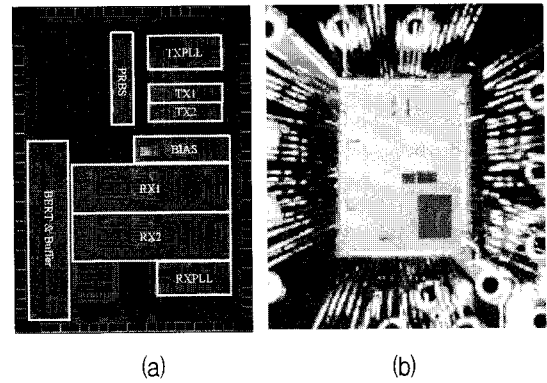 TXPLL
PRBS
TX1
TX2
BIAS
RX1
BERT & Buffer
RX2
RXPLL
(a) (b)